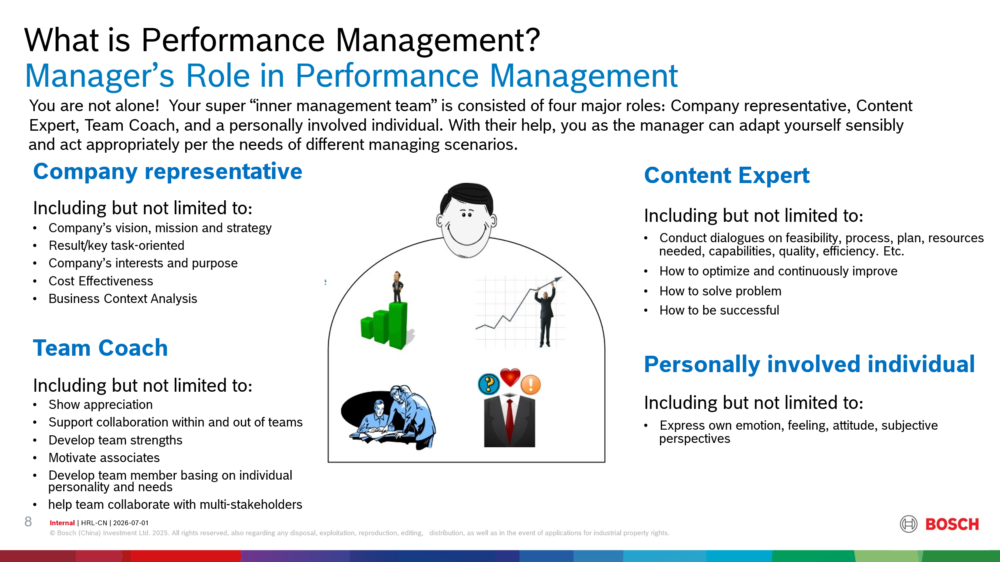 What is Performance Management?
Manager’s Role in Performance Management
You are not alone!  Your super “inner management team” is consisted of four major roles: Company representative, Content
Expert, Team Coach, and a personally involved individual. With their help, you as the manager can adapt yourself sensibly
and act appropriately per the needs of different managing scenarios.
Company representative
Including but not limited to:
• Company’s vision, mission and strategy
• Result/key task-oriented
• Company’s interests and purpose
• Cost Effectiveness
• Business Context Analysis
Team Coach
Including but not limited to:
• Show appreciation
• Support collaboration within and out of teams
• Develop team strengths
• Motivate associates
• Develop team member basing on individual
personality and needs
• help team collaborate with multi-stakeholders
e
?
!
Content Expert
Including but not limited to:
• Conduct dialogues on feasibility, process, plan, resources
needed, capabilities, quality, efficiency. Etc.
• How to optimize and continuously improve
• How to solve problem
• How to be successful
Personally involved individual
Including but not limited to:
• Express own emotion, feeling, attitude, subjective
perspectives
8
Internal | HRL-CN | 2026-07-01
© Bosch (China) Investment Ltd. 2025. All rights reserved, also regarding any disposal, exploitation, reproduction, editing,   distribution, as well as in the event of applications for industrial property rights.
BOSCH